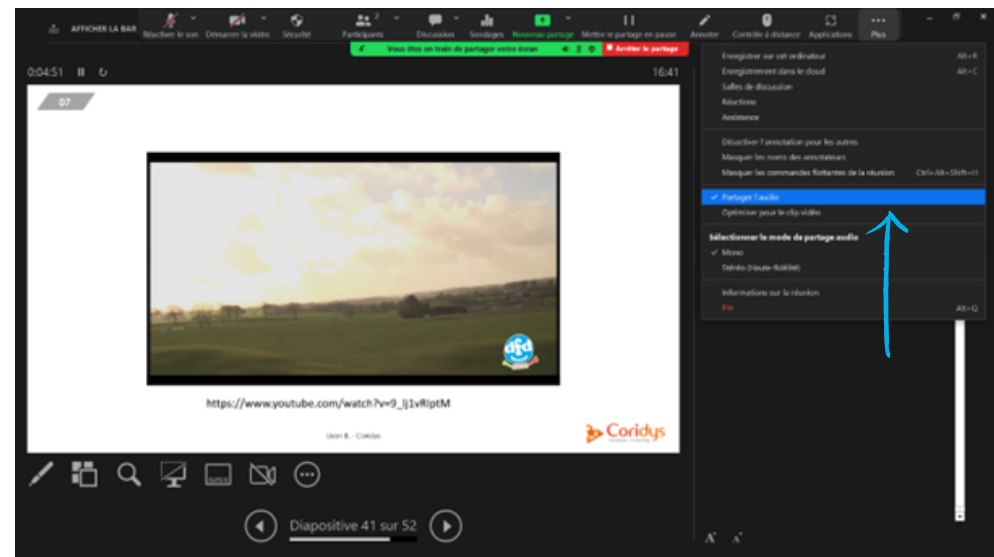 AFFICHER LA BAR
Réactiver le son
Démarrer la vidéo
Sécurité
Participants
2
Discussion
Sondages
Nouveau partage
Mettre le partage en pause
Annoter
Contrôle à distance
Applications
Plus
Vous êtes en train de partager votre écran
Arrêter le partage
0:04:51
16:41
07
dfd
https://www.youtube.com/watch?v=9_Ij1vRIptM
Coridys
Diapositive 41 sur 52
Enregistrer sur cet ordinateur Alt+R
Enregistrement dans le cloud Alt+C
Salles de discussion
Réactions
Assistance
Désactiver l'annotation pour les autres
Masquer les noms des annotateurs
Masquer les commandes flottantes de la réunion Ctrl+Alt+Shift+H
Partager l'audio
Optimiser pour le clip vidéo
Sélectionner le mode de partage audio
Mono
Stéréo (Haute-fidélité)
Informations sur la réunion
Fin Alt+Q
A A